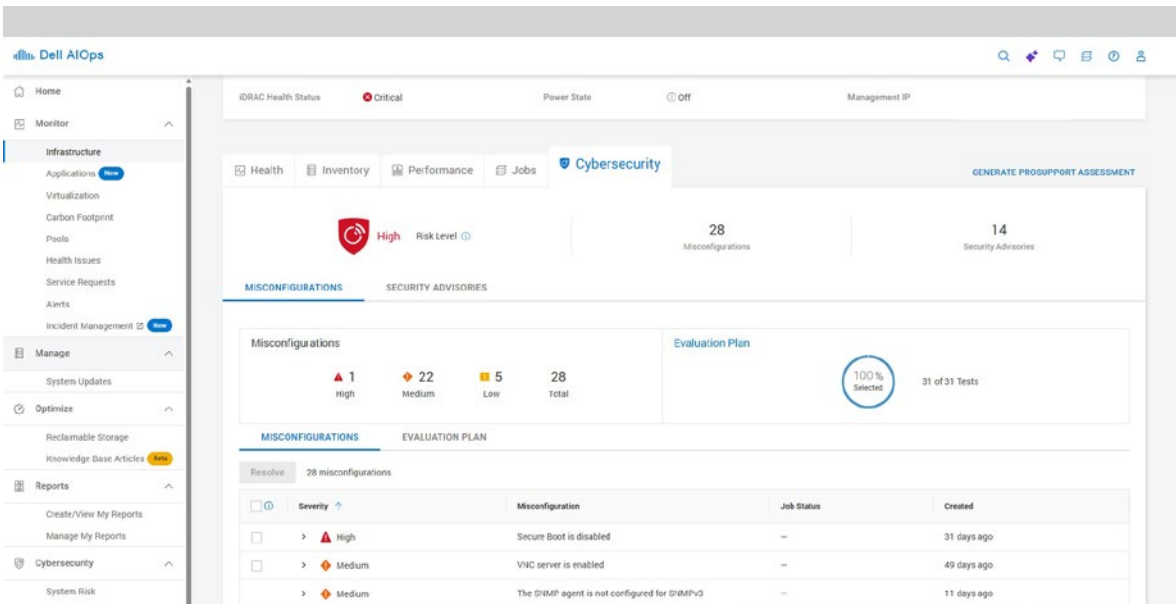 Dell AIOps
Home
Monitor
Infrastructure
Applications New
Virtualization
Carbon Footprint
Pools
Health Issues
Service Requests
Alerts
Incident Management New
Manage
System Updates
Optimize
Reclaimable Storage
Knowledge Base Articles Beta
Reports
Create/View My Reports
Manage My Reports
Cybersecurity
System Risk
iDRAC Health Status Critical Power State Off Management IP
Health Inventory Performance Jobs Cybersecurity
GENERATE PROSUPPORT ASSESSMENT
High Risk Level
28
Misconfigurations
14
Security Advisories
MISCONFIGURATIONS SECURITY ADVISORIES
Misconfigurations
1 22 5 28
High Medium Low Total
Evaluation Plan
100 %
Selected
31 of 31 Tests
MISCONFIGURATIONS EVALUATION PLAN
Resolve 28 misconfigurations
Severity Misconfiguration Job Status Created
High Secure Boot is disabled -- 31 days ago
Medium VNC server is enabled -- 49 days ago
Medium The SNMP agent is not configured for SNMPv3 -- 11 days ago